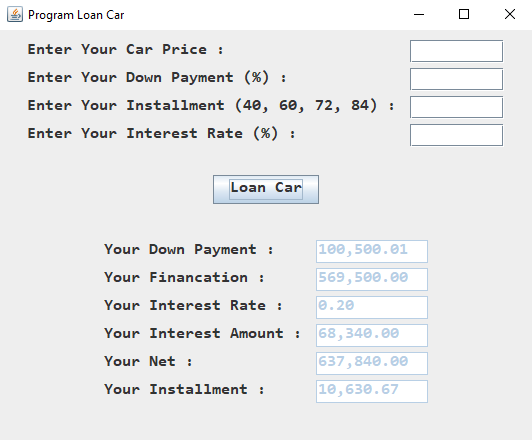 Program Loan Car
Enter Your Car Price :
Enter Your Down Payment (%) :
Enter Your Installment (40, 60, 72, 84) :
Enter Your Interest Rate (%) :
Loan Car
Your Down Payment : 100,500.01
Your Financation : 569,500.00
Your Interest Rate : 0.20
Your Interest Amount : 68,340.00
Your Net : 637,840.00
Your Installment : 10,630.67